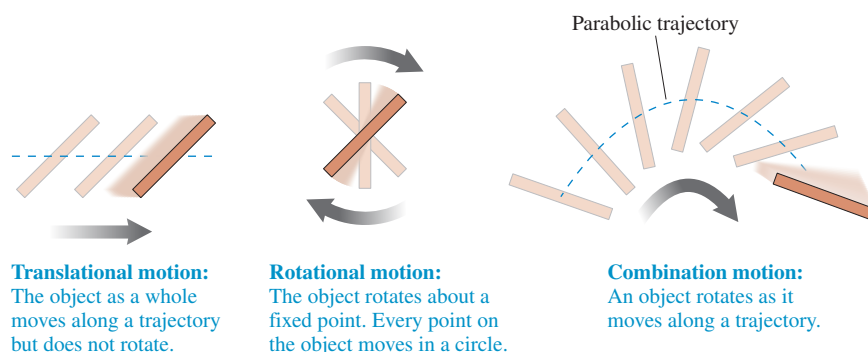 Parabolic trajectory
Translational motion:
The object as a whole
moves along a trajectory
but does not rotate.
Rotational motion:
The object rotates about a
fixed point. Every point on
the object moves in a circle.
Combination motion:
An object rotates as it
moves along a trajectory.